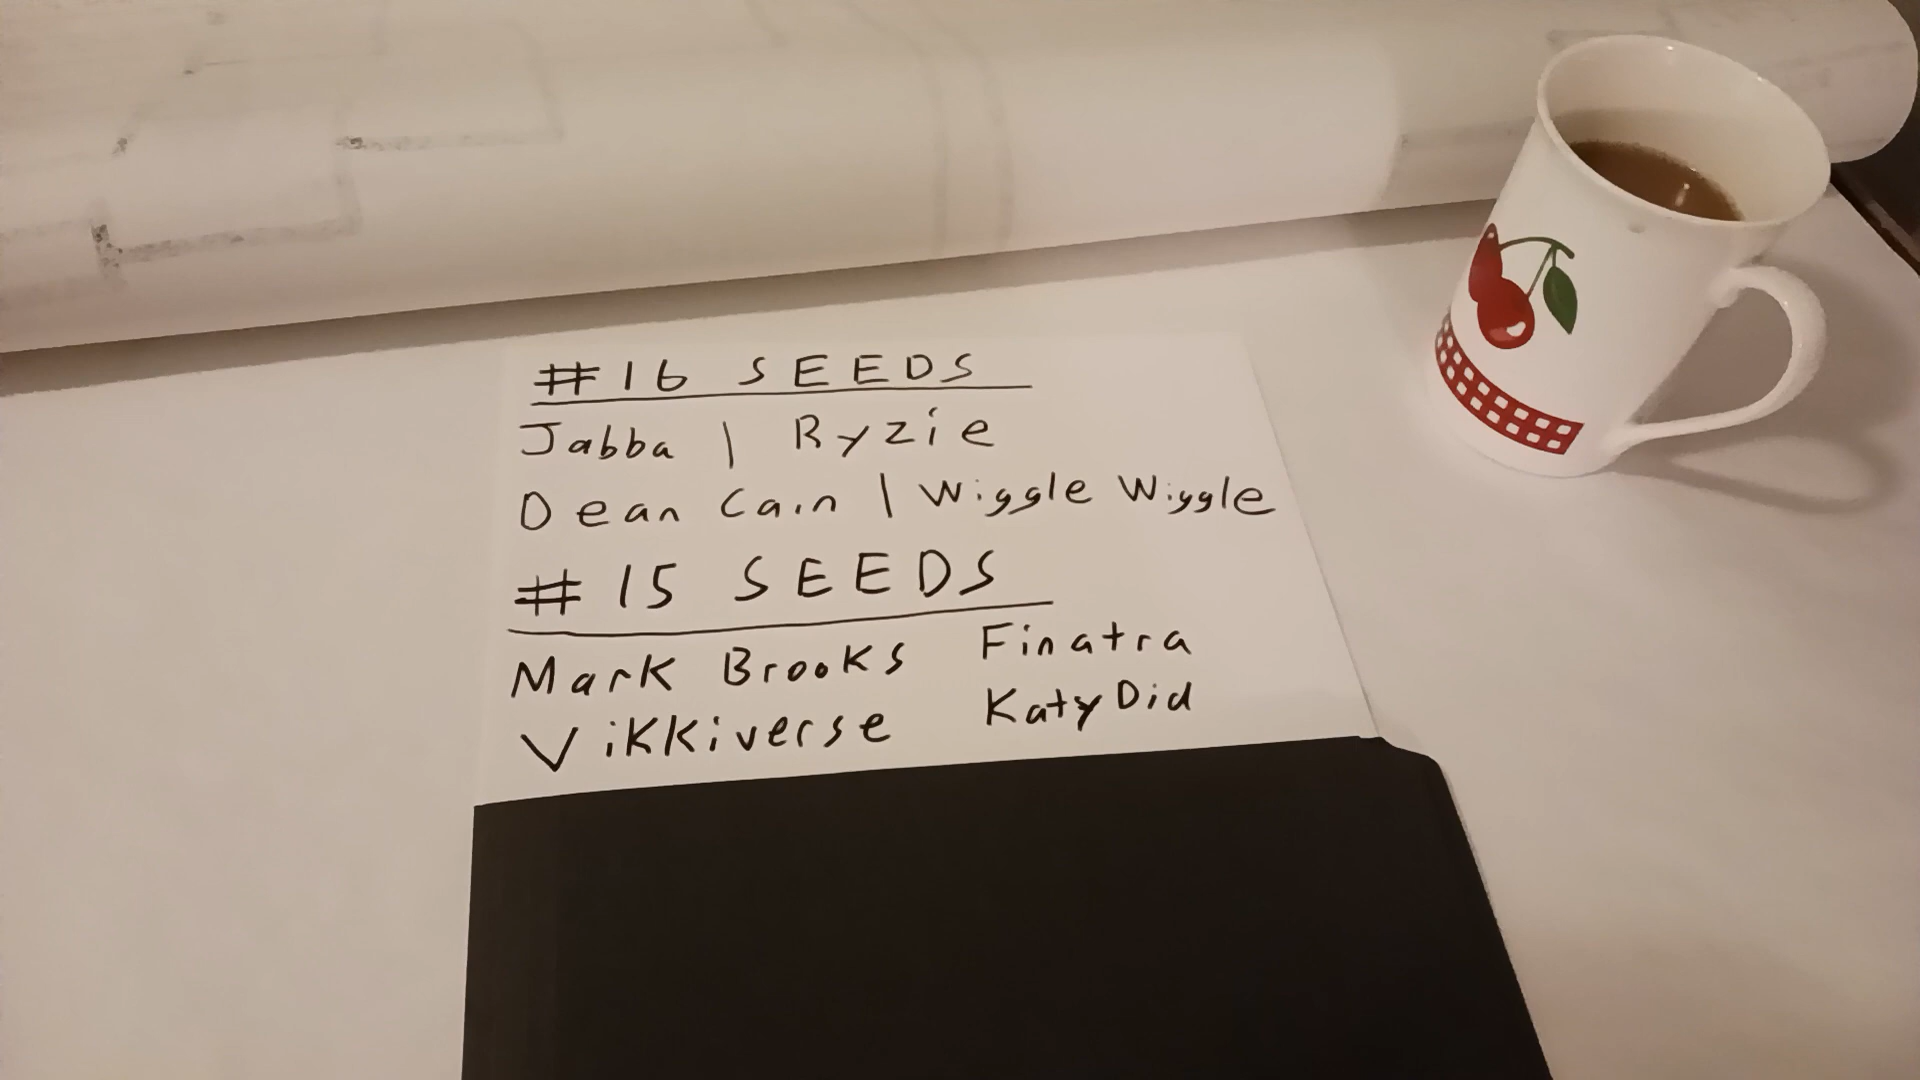 #16 SEEDS
Jabba | Ryzie
Dean Cain | Wiggle Wiggle
#15 SEEDS
Mark Brooks Finatra
Vikkiverse KatyDid